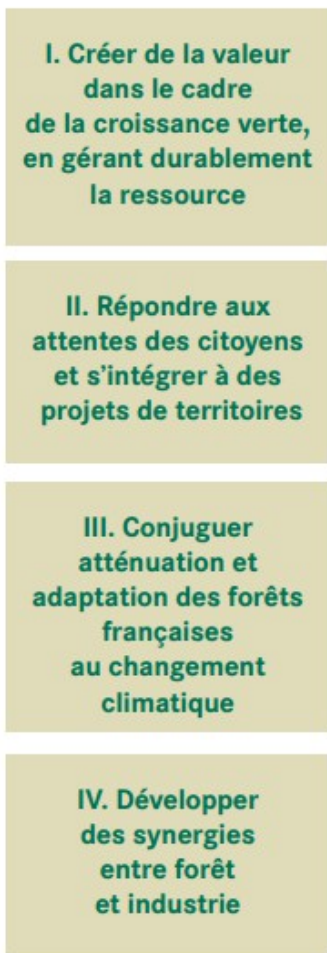 I. Créer de la valeur
dans le cadre
de la croissance verte,
en gérant durablement
la ressource
II. Répondre aux
attentes des citoyens
et s'intégrer à des
projets de territoires
III. Conjuguer
atténuation et
adaptation des forêts
françaises
au changement
climatique
IV. Développer
des synergies
entre forêt
et industrie